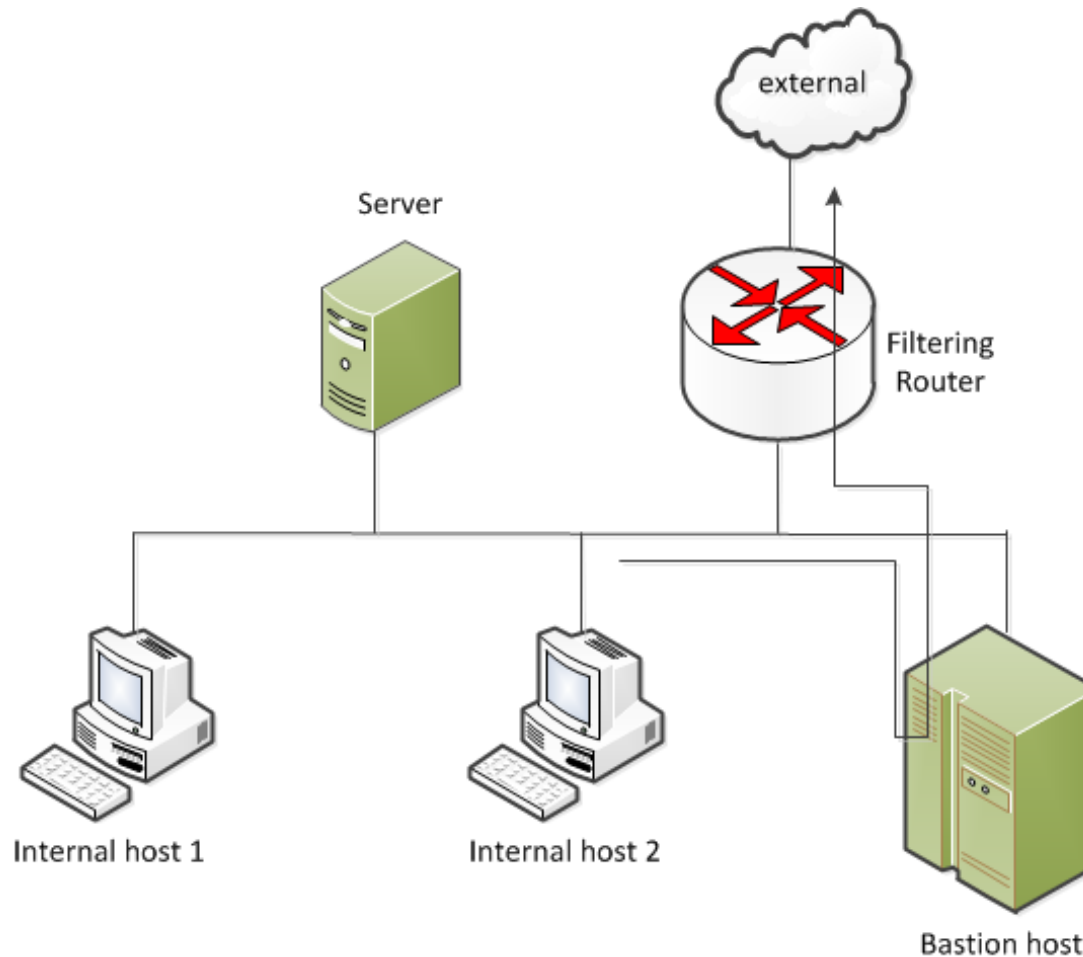 external
Server
Filtering
Router
Internal host 1
Internal host 2
Bastion host